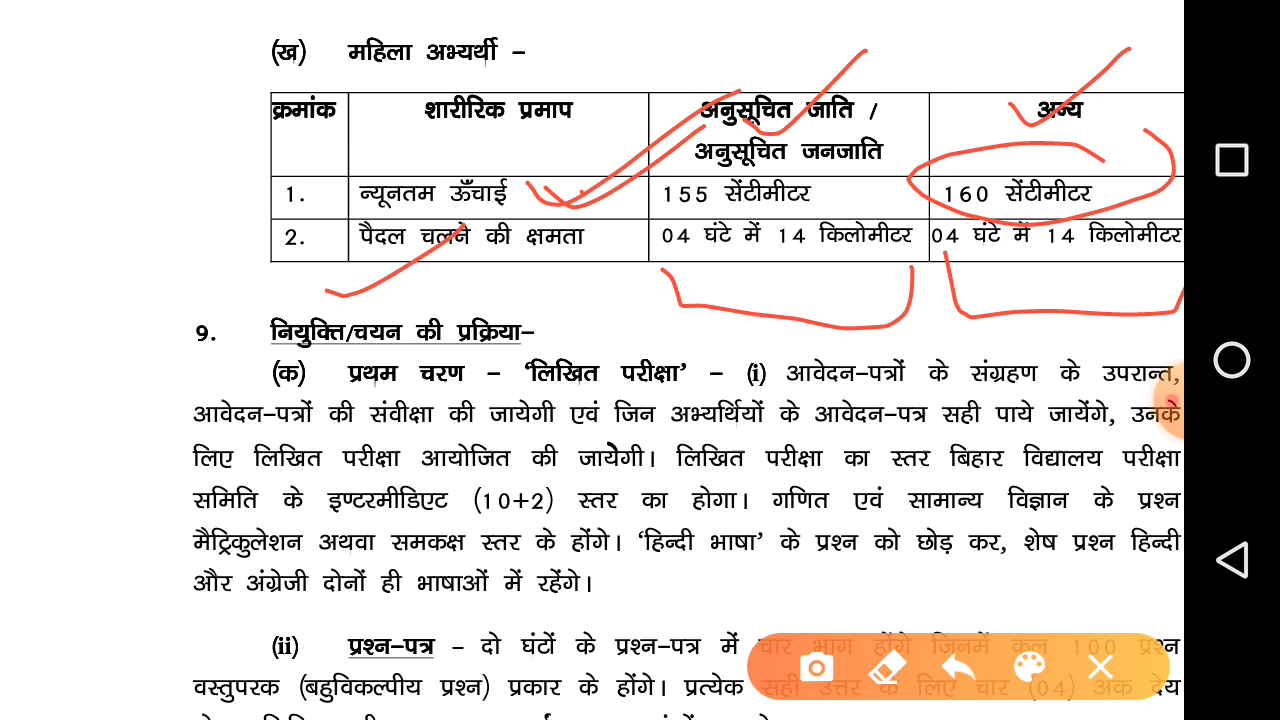 (ख) महिला अभ्यर्थी –
क्रमांक शारीरिक प्रमाप अनुसूचित जाति / अन्य
अनुसूचित जनजाति
1. न्यूनतम ऊँचाई 155 सेंटीमीटर 160 सेंटीमीटर
2. पैदल चलने की क्षमता 04 घंटे में 14 किलोमीटर 04 घंटे में 14 किलोमीटर
9. नियुक्ति/चयन की प्रक्रिया–
(क) प्रथम चरण – ‘लिखित परीक्षा’ – (i) आवेदन–पत्रों के संग्रहण के उपरान्त,
आवेदन–पत्रों की संवीक्षा की जायेगी एवं जिन अभ्यर्थियों के आवेदन–पत्र सही पाये जायेंगे, उनके
लिए लिखित परीक्षा आयोजित की जायेगी। लिखित परीक्षा का स्तर बिहार विद्यालय परीक्षा
समिति के इण्टरमीडिएट (10+2) स्तर का होगा। गणित एवं सामान्य विज्ञान के प्रश्न
मैट्रिकुलेशन अथवा समकक्ष स्तर के होंगे। ‘हिन्दी भाषा’ के प्रश्न को छोड़ कर, शेष प्रश्न हिन्दी
और अंग्रेजी दोनों ही भाषाओं में रहेंगे।
(ii) प्रश्न–पत्र – दो घंटों के प्रश्न–पत्र में चार भाग होंगे जिनमें कुल 100 प्रश्न
वस्तुपरक (बहुविकल्पीय प्रश्न) प्रकार के होंगे। प्रत्येक सही उत्तर के लिए चार (04) अंक देय